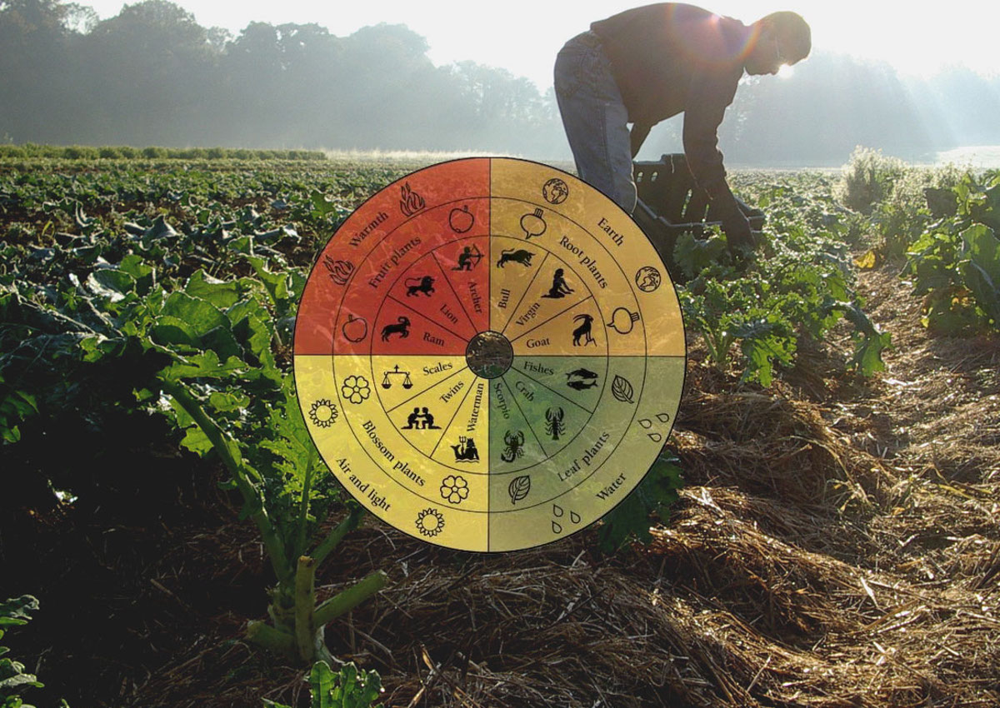 Warmth
Fruit plants
Archer
Lion
Ram
Earth
Root plants
Bull
Virgin
Goat
Scales
Twins
Waterman
Blossom plants
Air and light
Fishes
Crab
Scorpio
Leaf plants
Water